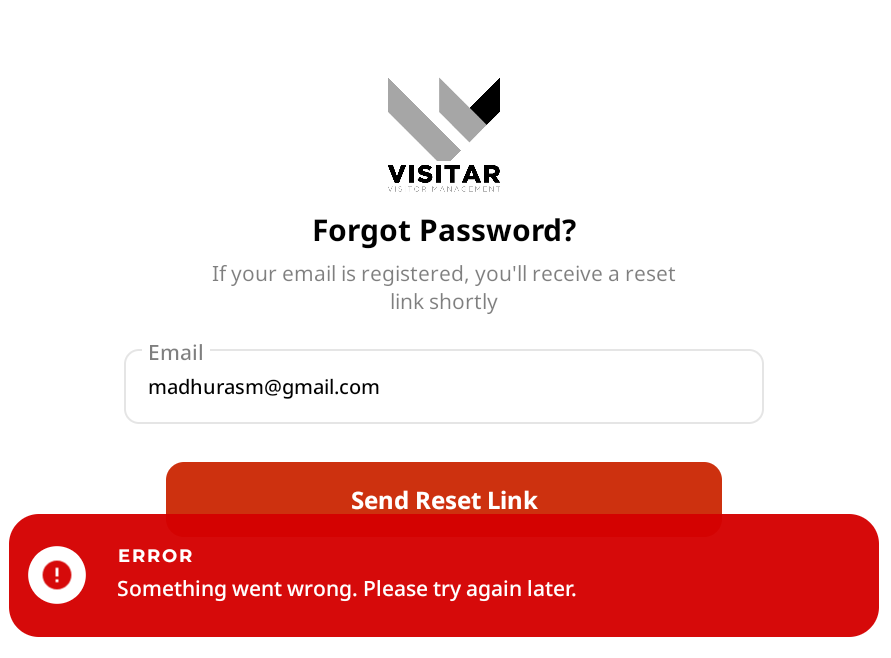 VISITAR
VISITOR MANAGEMENT
Forgot Password?
If your email is registered, you'll receive a reset
link shortly
Email
madhurasm@gmail.com
Send Reset Link
ERROR
Something went wrong. Please try again later.